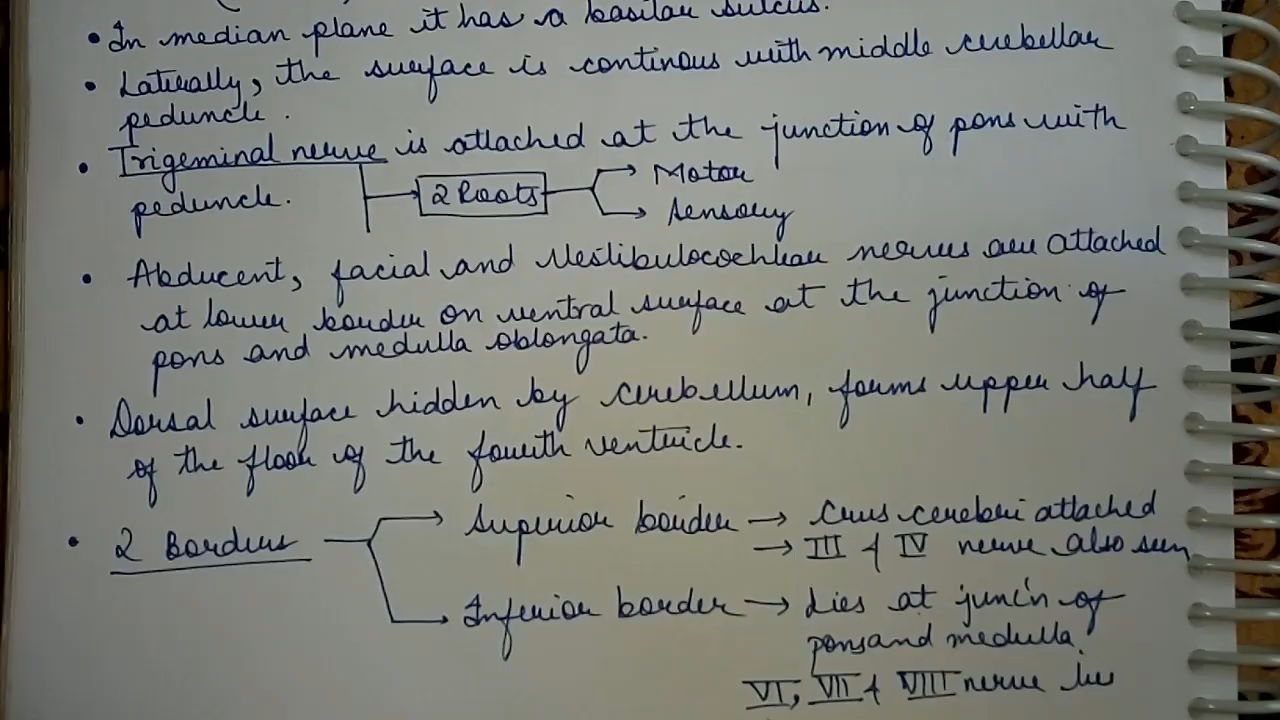 • In median plane it has a basilar sulcus.
• Laterally, the surface is continous with middle cerebellar
peduncle.
• Trigeminal nerve is attached at the junction of pons with
peduncle.
2 Roots → Motor
→ Sensory
• Abducent, facial and Vestibulocochlear nerves are attached
at lower border on ventral surface at the junction of
pons and medulla oblongata.
• Dorsal surface hidden by cerebellum, forms upper half
of the floor of the fourth ventricle.
• 2 Borders → Superior border → Crus cerebri attached
→ III & IV nerve also seen
→ Inferior border → Lies at junc'n of
pons and medulla.
VI, VII & VIII nerve lies